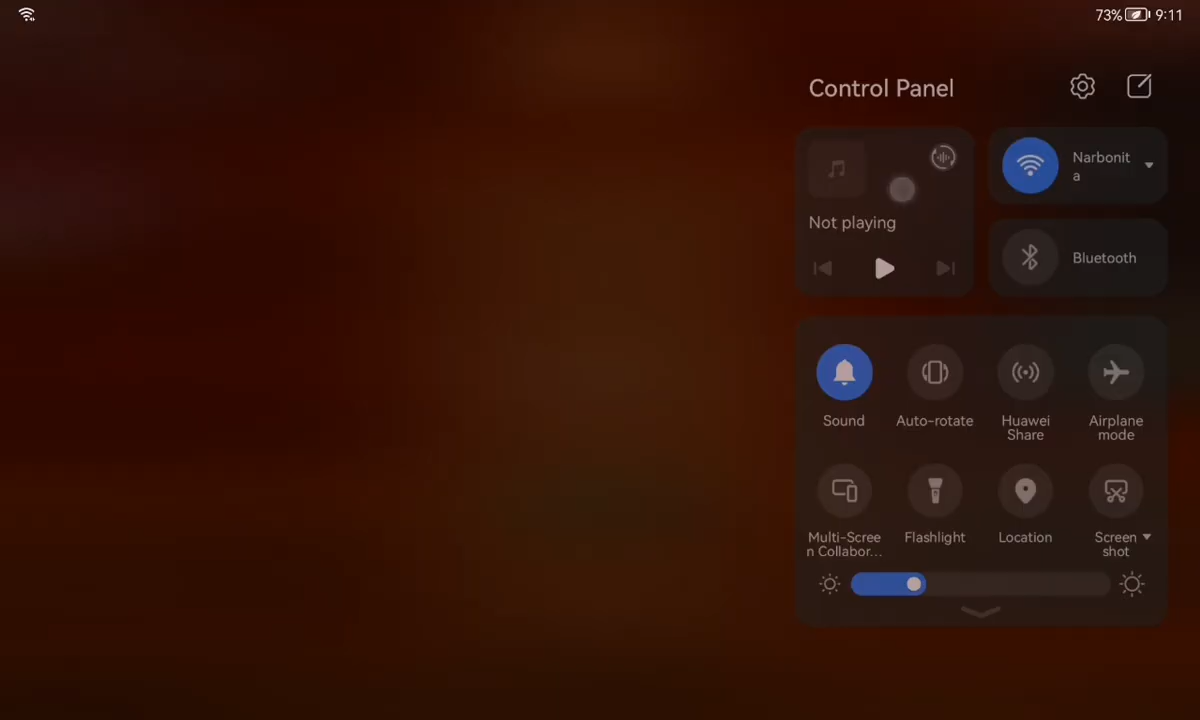 73% 9:11
Control Panel
Narbonit
a
Not playing
Bluetooth
Sound
Auto-rotate
Huawei
Share
Airplane
mode
Multi-Scree
n Collabor...
Flashlight
Location
Screen
shot